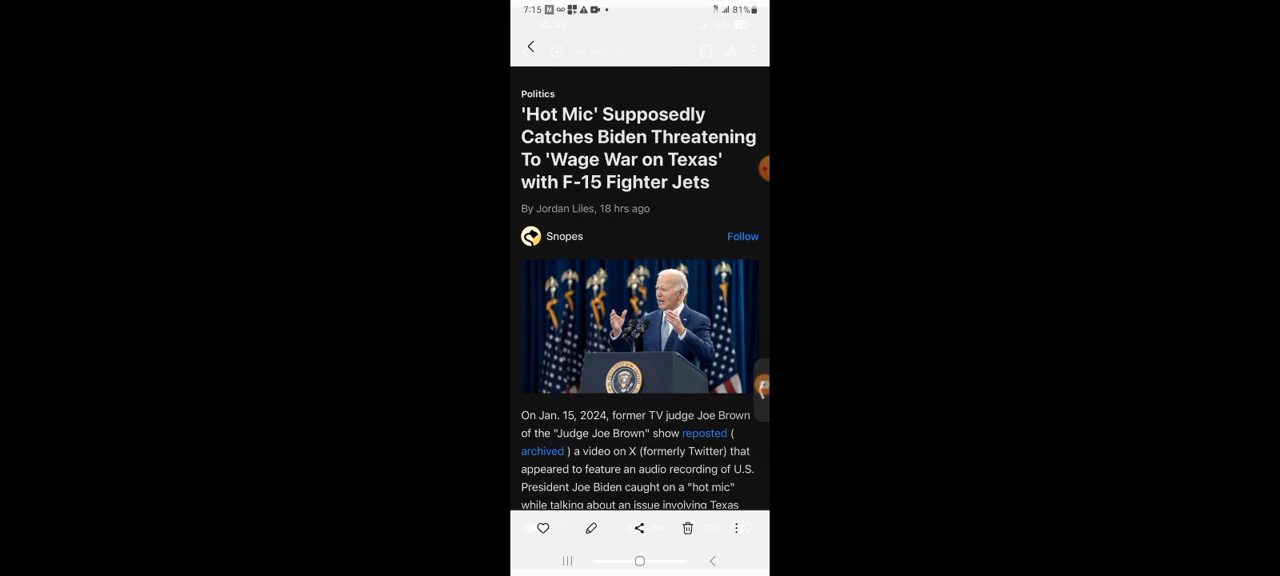 7:15 81%
10:48
Politics
'Hot Mic' Supposedly
Catches Biden Threatening
To 'Wage War on Texas'
with F-15 Fighter Jets
By Jordan Liles, 18 hrs ago
Snopes Follow
On Jan. 15, 2024, former TV judge Joe Brown
of the "Judge Joe Brown" show reposted (
archived ) a video on X (formerly Twitter) that
appeared to feature an audio recording of U.S.
President Joe Biden caught on a "hot mic"
while talking about an issue involving Texas